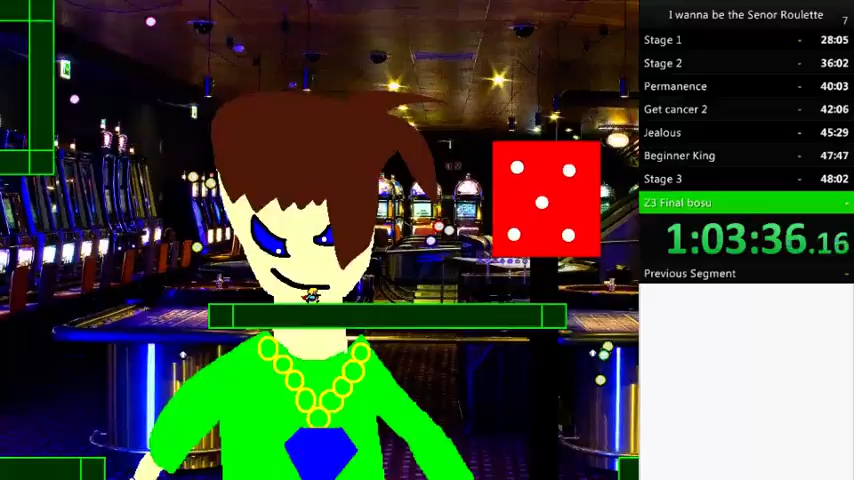 I wanna be the Senor Roulette
7
Stage 1 - 28:05
Stage 2 - 36:02
Permanence - 40:03
Get cancer 2 - 42:06
Jealous - 45:29
Beginner King - 47:47
Stage 3 - 48:02
Z3 Final bosu -
1:03:36.16
Previous Segment -